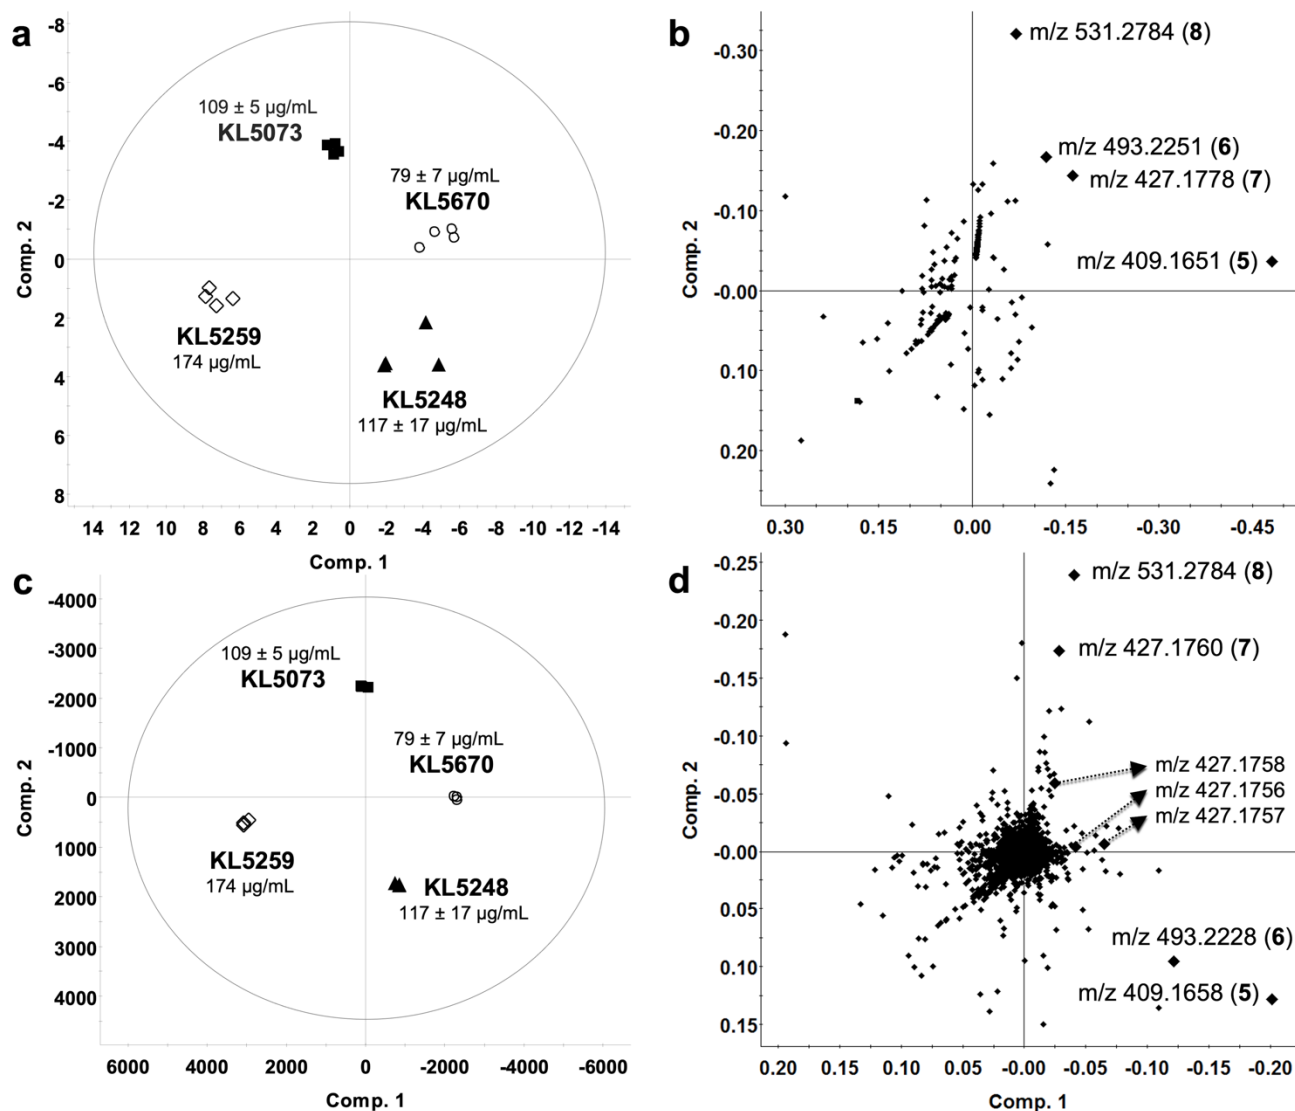 a
-8
-6
-4
-2
0
2
4
6
8
Comp. 2
109 ± 5 µg/mL
KL5073
79 ± 7 µg/mL
KL5670
KL5259
174 µg/mL
KL5248
117 ± 17 µg/mL
14 12 10 8 6 4 2 0 -2 -4 -6 -8 -10 -12 -14
Comp. 1
b
-0.30
-0.20
-0.10
-0.00
0.10
0.20
Comp. 2
m/z 531.2784 (8)
m/z 493.2251 (6)
m/z 427.1778 (7)
m/z 409.1651 (5)
0.30 0.15 0.00 -0.15 -0.30 -0.45
Comp. 1
c
-4000
-3000
-2000
-1000
0
1000
2000
3000
4000
Comp. 2
109 ± 5 µg/mL
KL5073
79 ± 7 µg/mL
KL5670
KL5259
174 µg/mL
KL5248
117 ± 17 µg/mL
6000 4000 2000 0 -2000 -4000 -6000
Comp. 1
d
-0.25
-0.20
-0.15
-0.10
-0.05
-0.00
0.05
0.10
0.15
Comp. 2
m/z 531.2784 (8)
m/z 427.1760 (7)
m/z 427.1758
m/z 427.1756
m/z 427.1757
m/z 493.2228 (6)
m/z 409.1658 (5)
0.20 0.15 0.10 0.05 -0.00 -0.05 -0.10 -0.15 -0.20
Comp. 1